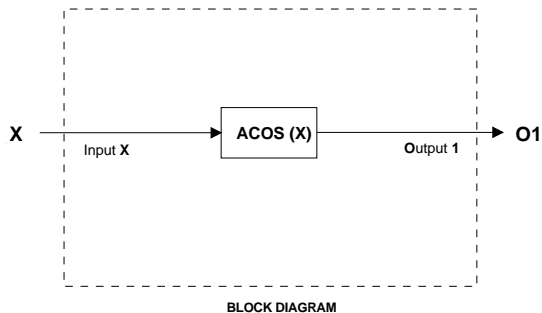 X
Input X
ACOS (X)
Output 1
O1
BLOCK DIAGRAM